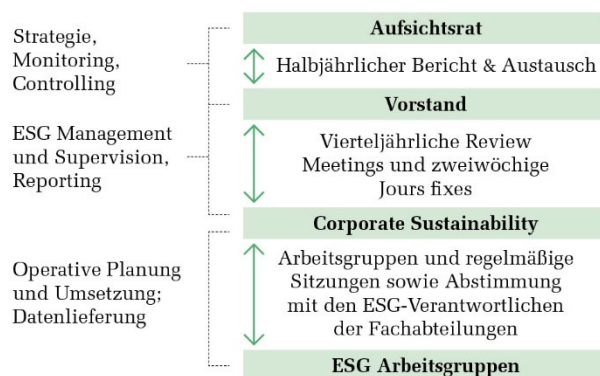 Strategie,
Monitoring,
Controlling
ESG Management
und Supervision,
Reporting
Operative Planung
und Umsetzung;
Datenlieferung
Aufsichtsrat
Halbjährlicher Bericht & Austausch
Vorstand
Vierteljährliche Review
Meetings und zweiwöchige
Jours fixes
Corporate Sustainability
Arbeitsgruppen und regelmäßige
Sitzungen sowie Abstimmung
mit den ESG-Verantwortlichen
der Fachabteilungen
ESG Arbeitsgruppen